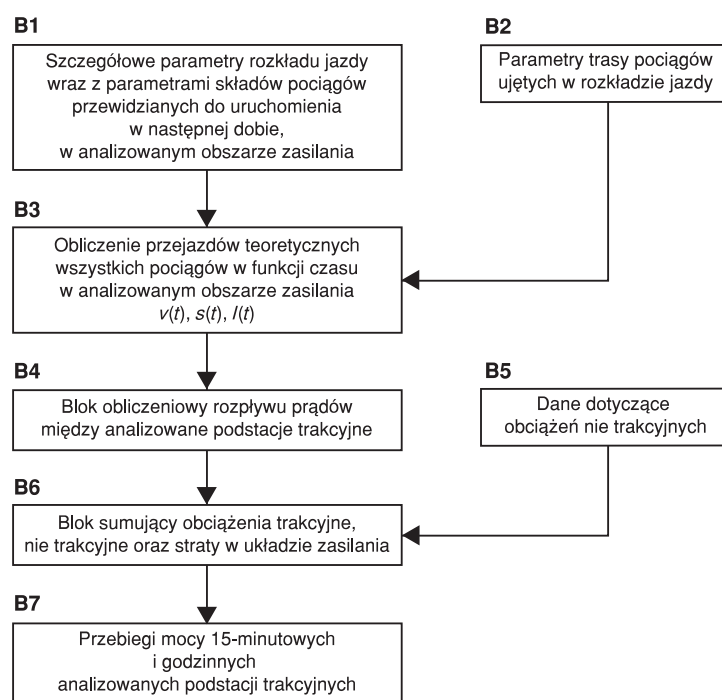 B1
Szczegółowe parametry rozkładu jazdy
wraz z parametrami składów pociągów
przewidzianych do uruchomienia
w następnej dobie,
w analizowanym obszarze zasilania
B2
Parametry trasy pociągów
ujętych w rozkładzie jazdy
B3
Obliczenie przejazdów teoretycznych
wszystkich pociągów w funkcji czasu
w analizowanym obszarze zasilania
v(t), s(t), I(t)
B4
Blok obliczeniowy rozpływu prądów
między analizowane podstacje trakcyjne
B5
Dane dotyczące
obciążeń nie trakcyjnych
B6
Blok sumujący obciążenia trakcyjne,
nie trakcyjne oraz straty w układzie zasilania
B7
Przebiegi mocy 15-minutowych
i godzinnych
analizowanych podstacji trakcyjnych